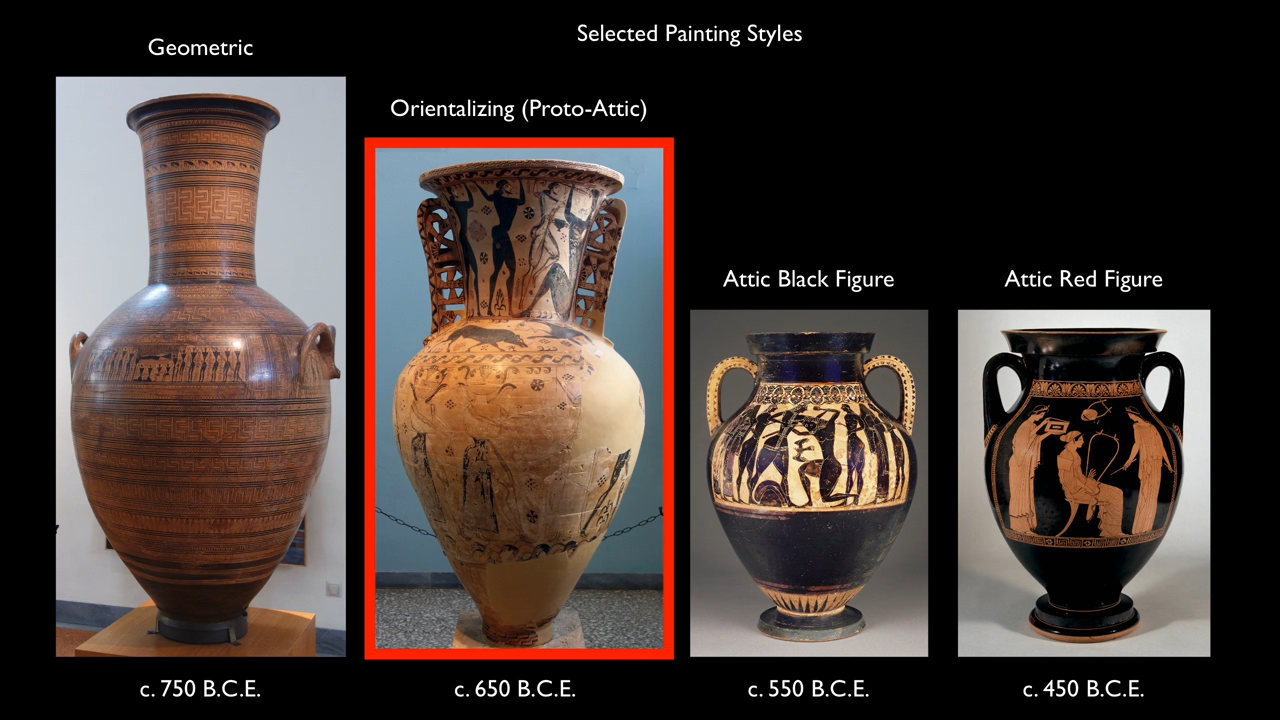 Selected Painting Styles
Geometric
Orientalizing (Proto-Attic)
Attic Black Figure
Attic Red Figure
c. 750 B.C.E.
c. 650 B.C.E.
c. 550 B.C.E.
c. 450 B.C.E.